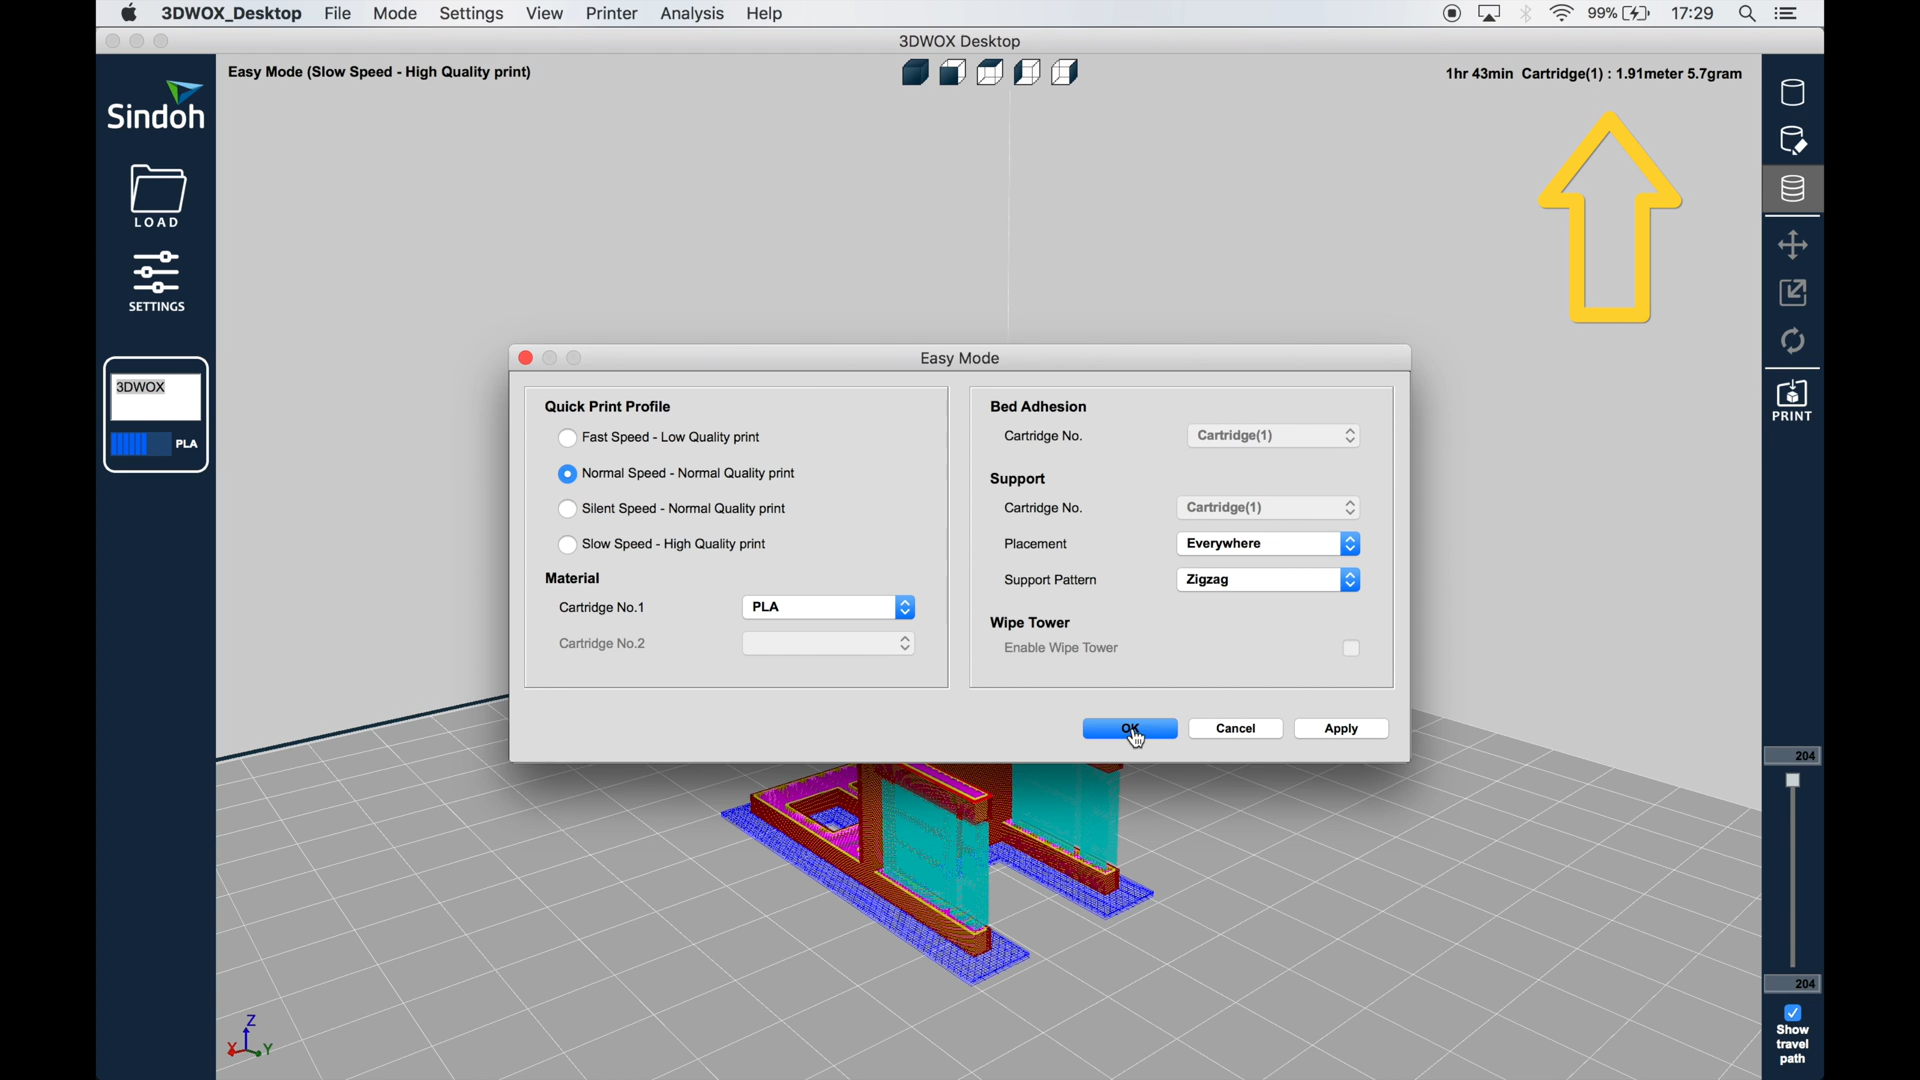 3DWOX_Desktop File Mode Settings View Printer Analysis Help 99% 17:29
3DWOX Desktop
Easy Mode (Slow Speed - High Quality print)
1hr 43min Cartridge(1) : 1.91meter 5.7gram
Sindoh
LOAD
SETTINGS
3DWOX
PLA
Easy Mode
Quick Print Profile
Fast Speed - Low Quality print
Normal Speed - Normal Quality print
Silent Speed - Normal Quality print
Slow Speed - High Quality print
Material
Cartridge No.1 PLA
Cartridge No.2
Bed Adhesion
Cartridge No. Cartridge(1)
Support
Cartridge No. Cartridge(1)
Placement Everywhere
Support Pattern Zigzag
Wipe Tower
Enable Wipe Tower
OK Cancel Apply
PRINT
204
204
Show
travel
path
Z
X Y